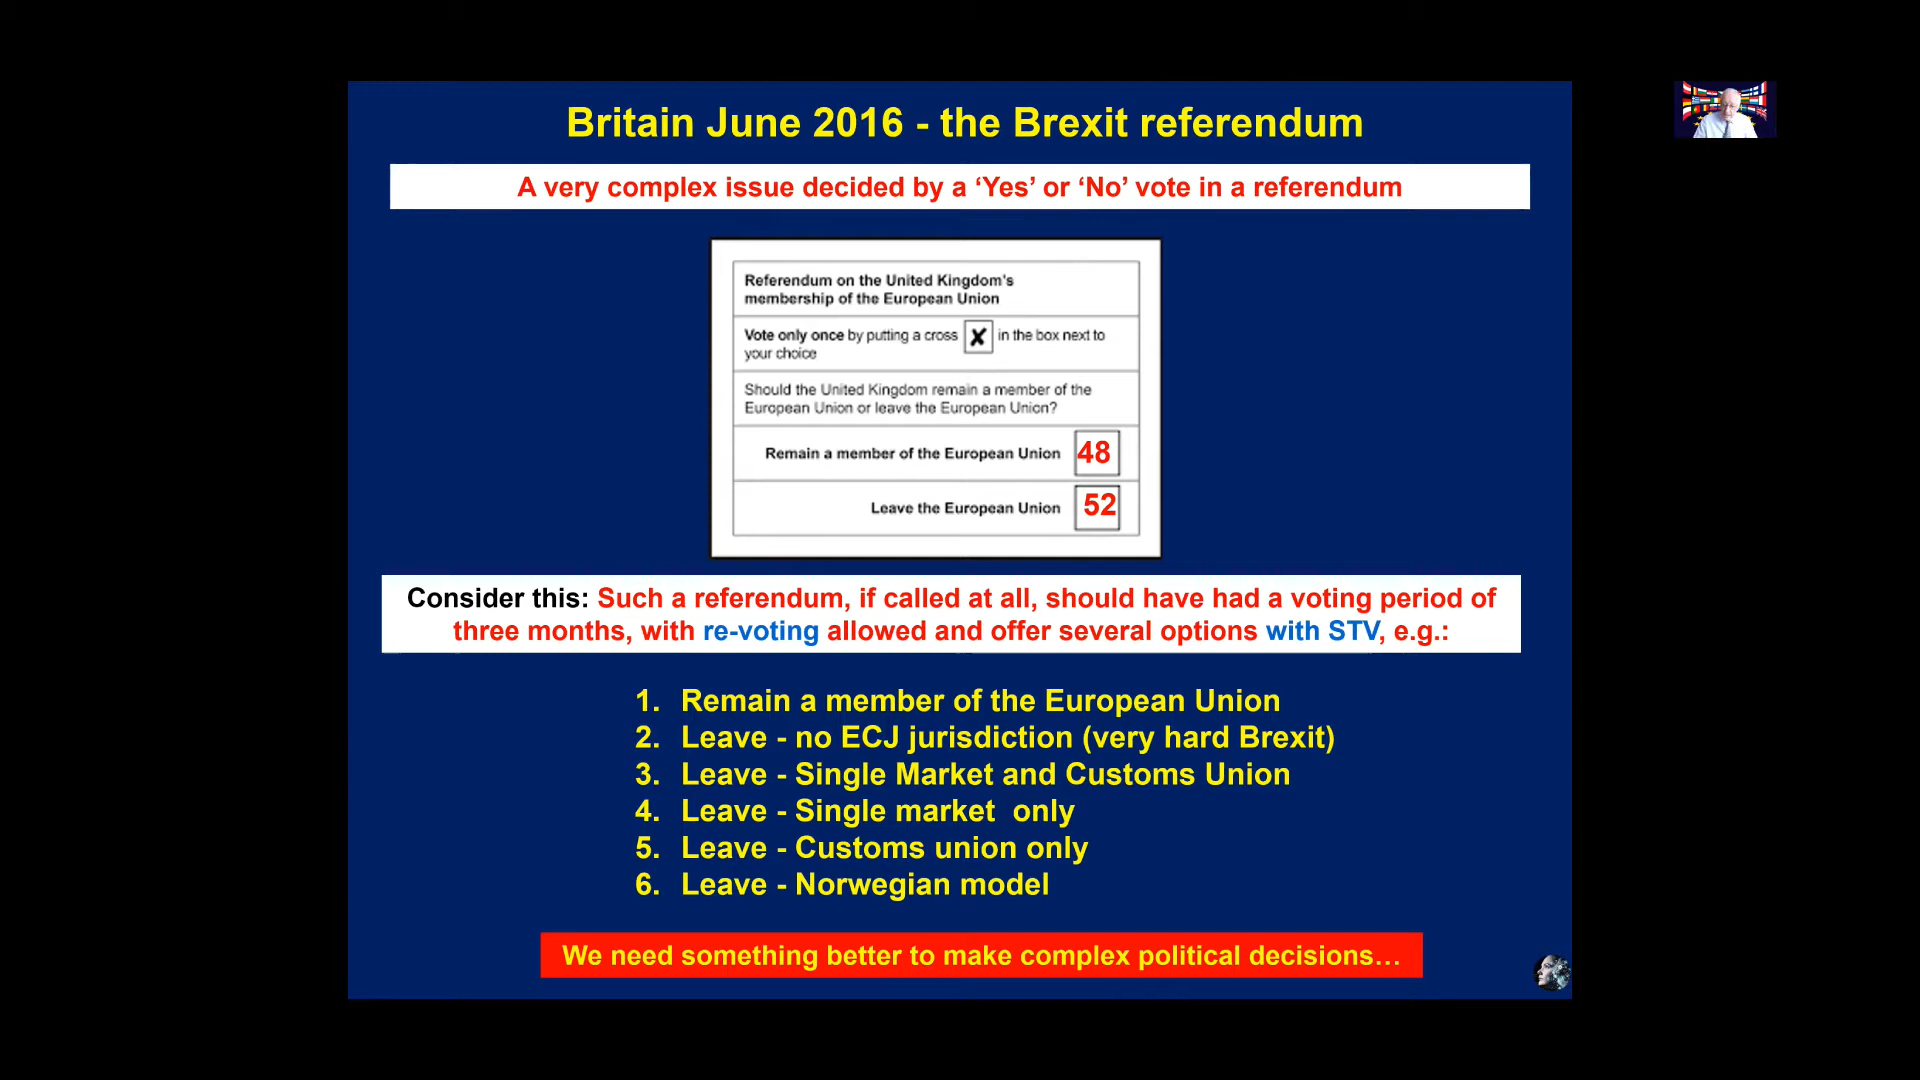 Britain June 2016 - the Brexit referendum
A very complex issue decided by a ‘Yes’ or ‘No’ vote in a referendum
Referendum on the United Kingdom's
membership of the European Union
Vote only once by putting a cross X in the box next to
your choice
Should the United Kingdom remain a member of the
European Union or leave the European Union?
Remain a member of the European Union 48
Leave the European Union 52
Consider this: Such a referendum, if called at all, should have had a voting period of
three months, with re-voting allowed and offer several options with STV, e.g.:
1. Remain a member of the European Union
2. Leave - no ECJ jurisdiction (very hard Brexit)
3. Leave - Single Market and Customs Union
4. Leave - Single market  only
5. Leave - Customs union only
6. Leave - Norwegian model
We need something better to make complex political decisions…